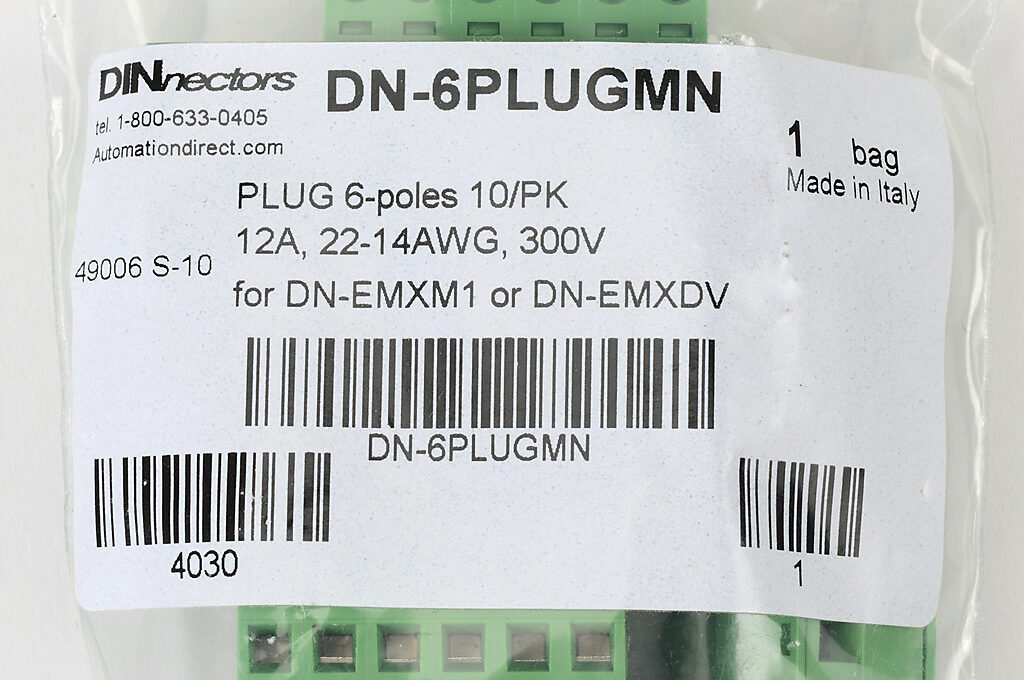 DINnectors
DN-6PLUGMN
tel. 1-800-633-0405
Automationdirect.com
1 bag
Made in Italy
PLUG 6-poles 10/PK
12A, 22-14AWG, 300V
49006 S-10
for DN-EMXM1 or DN-EMXDV
DN-6PLUGMN
4030
1